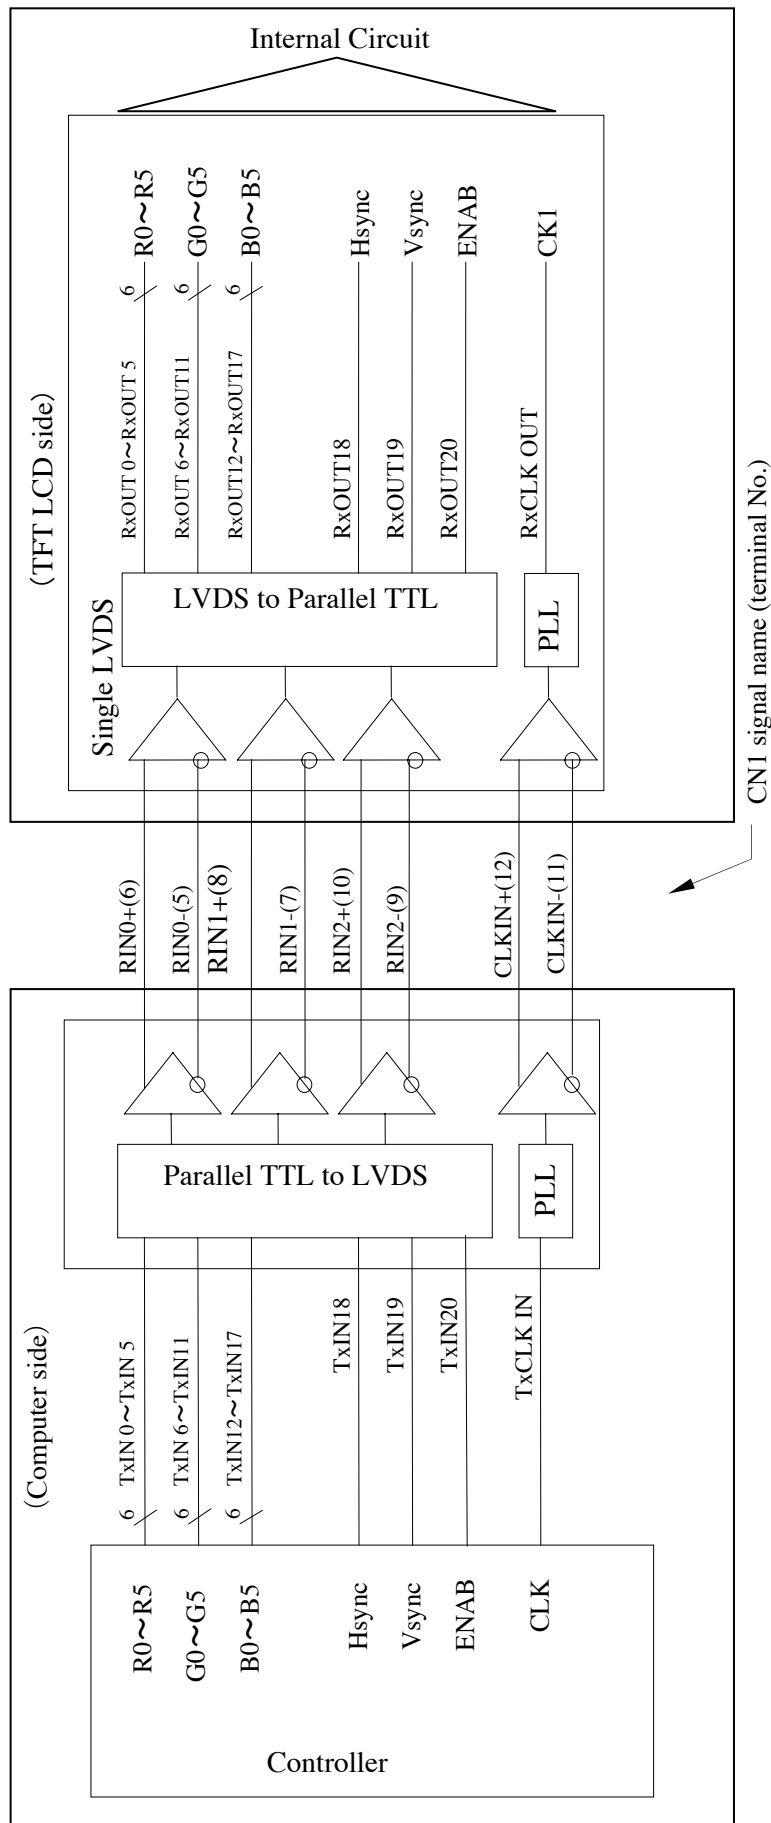 Internal Circuit
R0〜R5
G0〜G5
B0〜B5
Hsync
Vsync
ENAB
CK1
6
6
6
RxOUT 0〜RxOUT 5
RxOUT 6〜RxOUT11
RxOUT12〜RxOUT17
RxOUT18
RxOUT19
RxOUT20
RxCLK OUT
(TFT LCD side)
Single LVDS
LVDS to Parallel TTL
PLL
CN1 signal name (terminal No.)
RIN0+(6)
RIN0-(5)
RIN1+(8)
RIN1-(7)
RIN2+(10)
RIN2-(9)
CLKIN+(12)
CLKIN-(11)
Parallel TTL to LVDS
PLL
(Computer side)
TxIN 0〜TxIN 5
TxIN 6〜TxIN11
TxIN12〜TxIN17
TxIN18
TxIN19
TxIN20
TxCLK IN
6
6
6
R0〜R5
G0〜G5
B0〜B5
Hsync
Vsync
ENAB
CLK
Controller